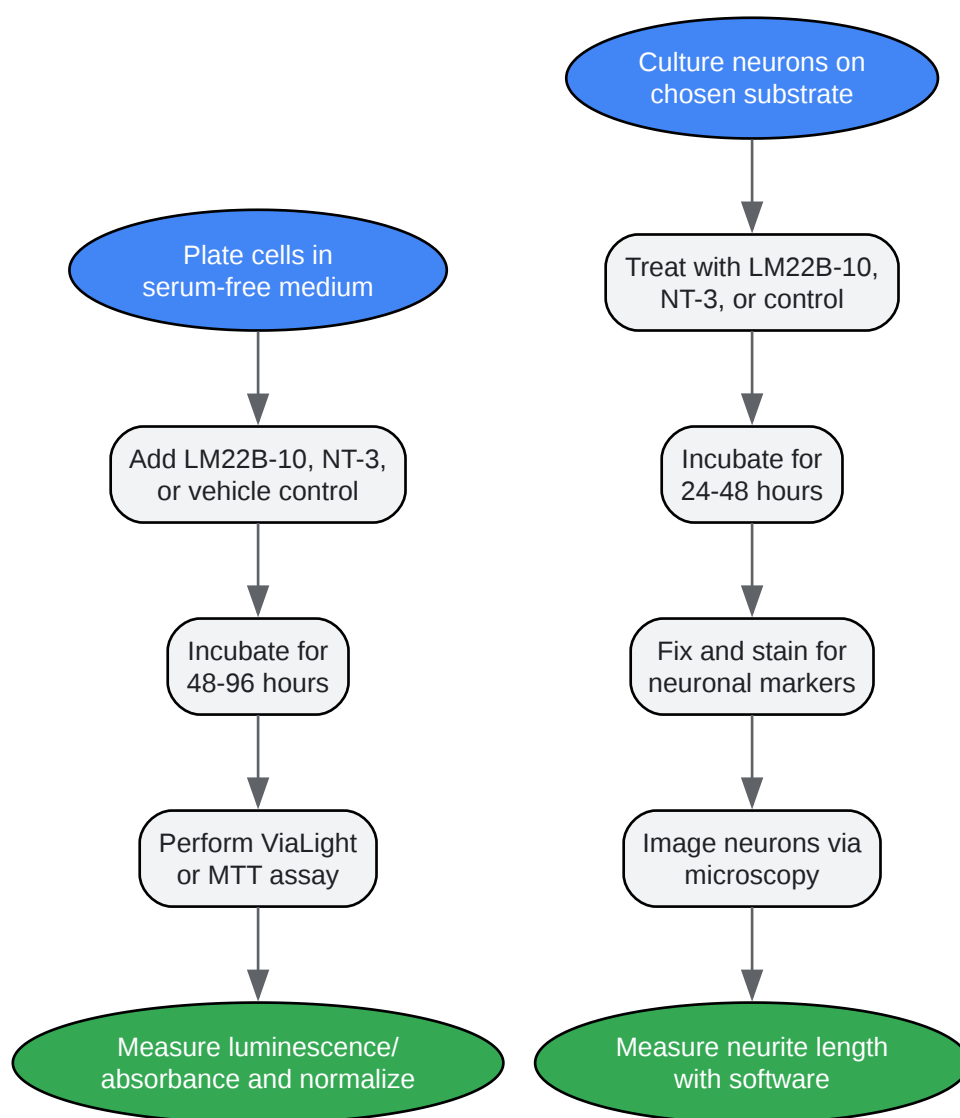 Plate cells in
serum-free medium
Add LM22B-10, NT-3,
or vehicle control
Incubate for
48-96 hours
Perform ViaLight
or MTT assay
Measure luminescence/
absorbance and normalize
Culture neurons on
chosen substrate
Treat with LM22B-10,
NT-3, or control
Incubate for
24-48 hours
Fix and stain for
neuronal markers
Image neurons via
microscopy
Measure neurite length
with software